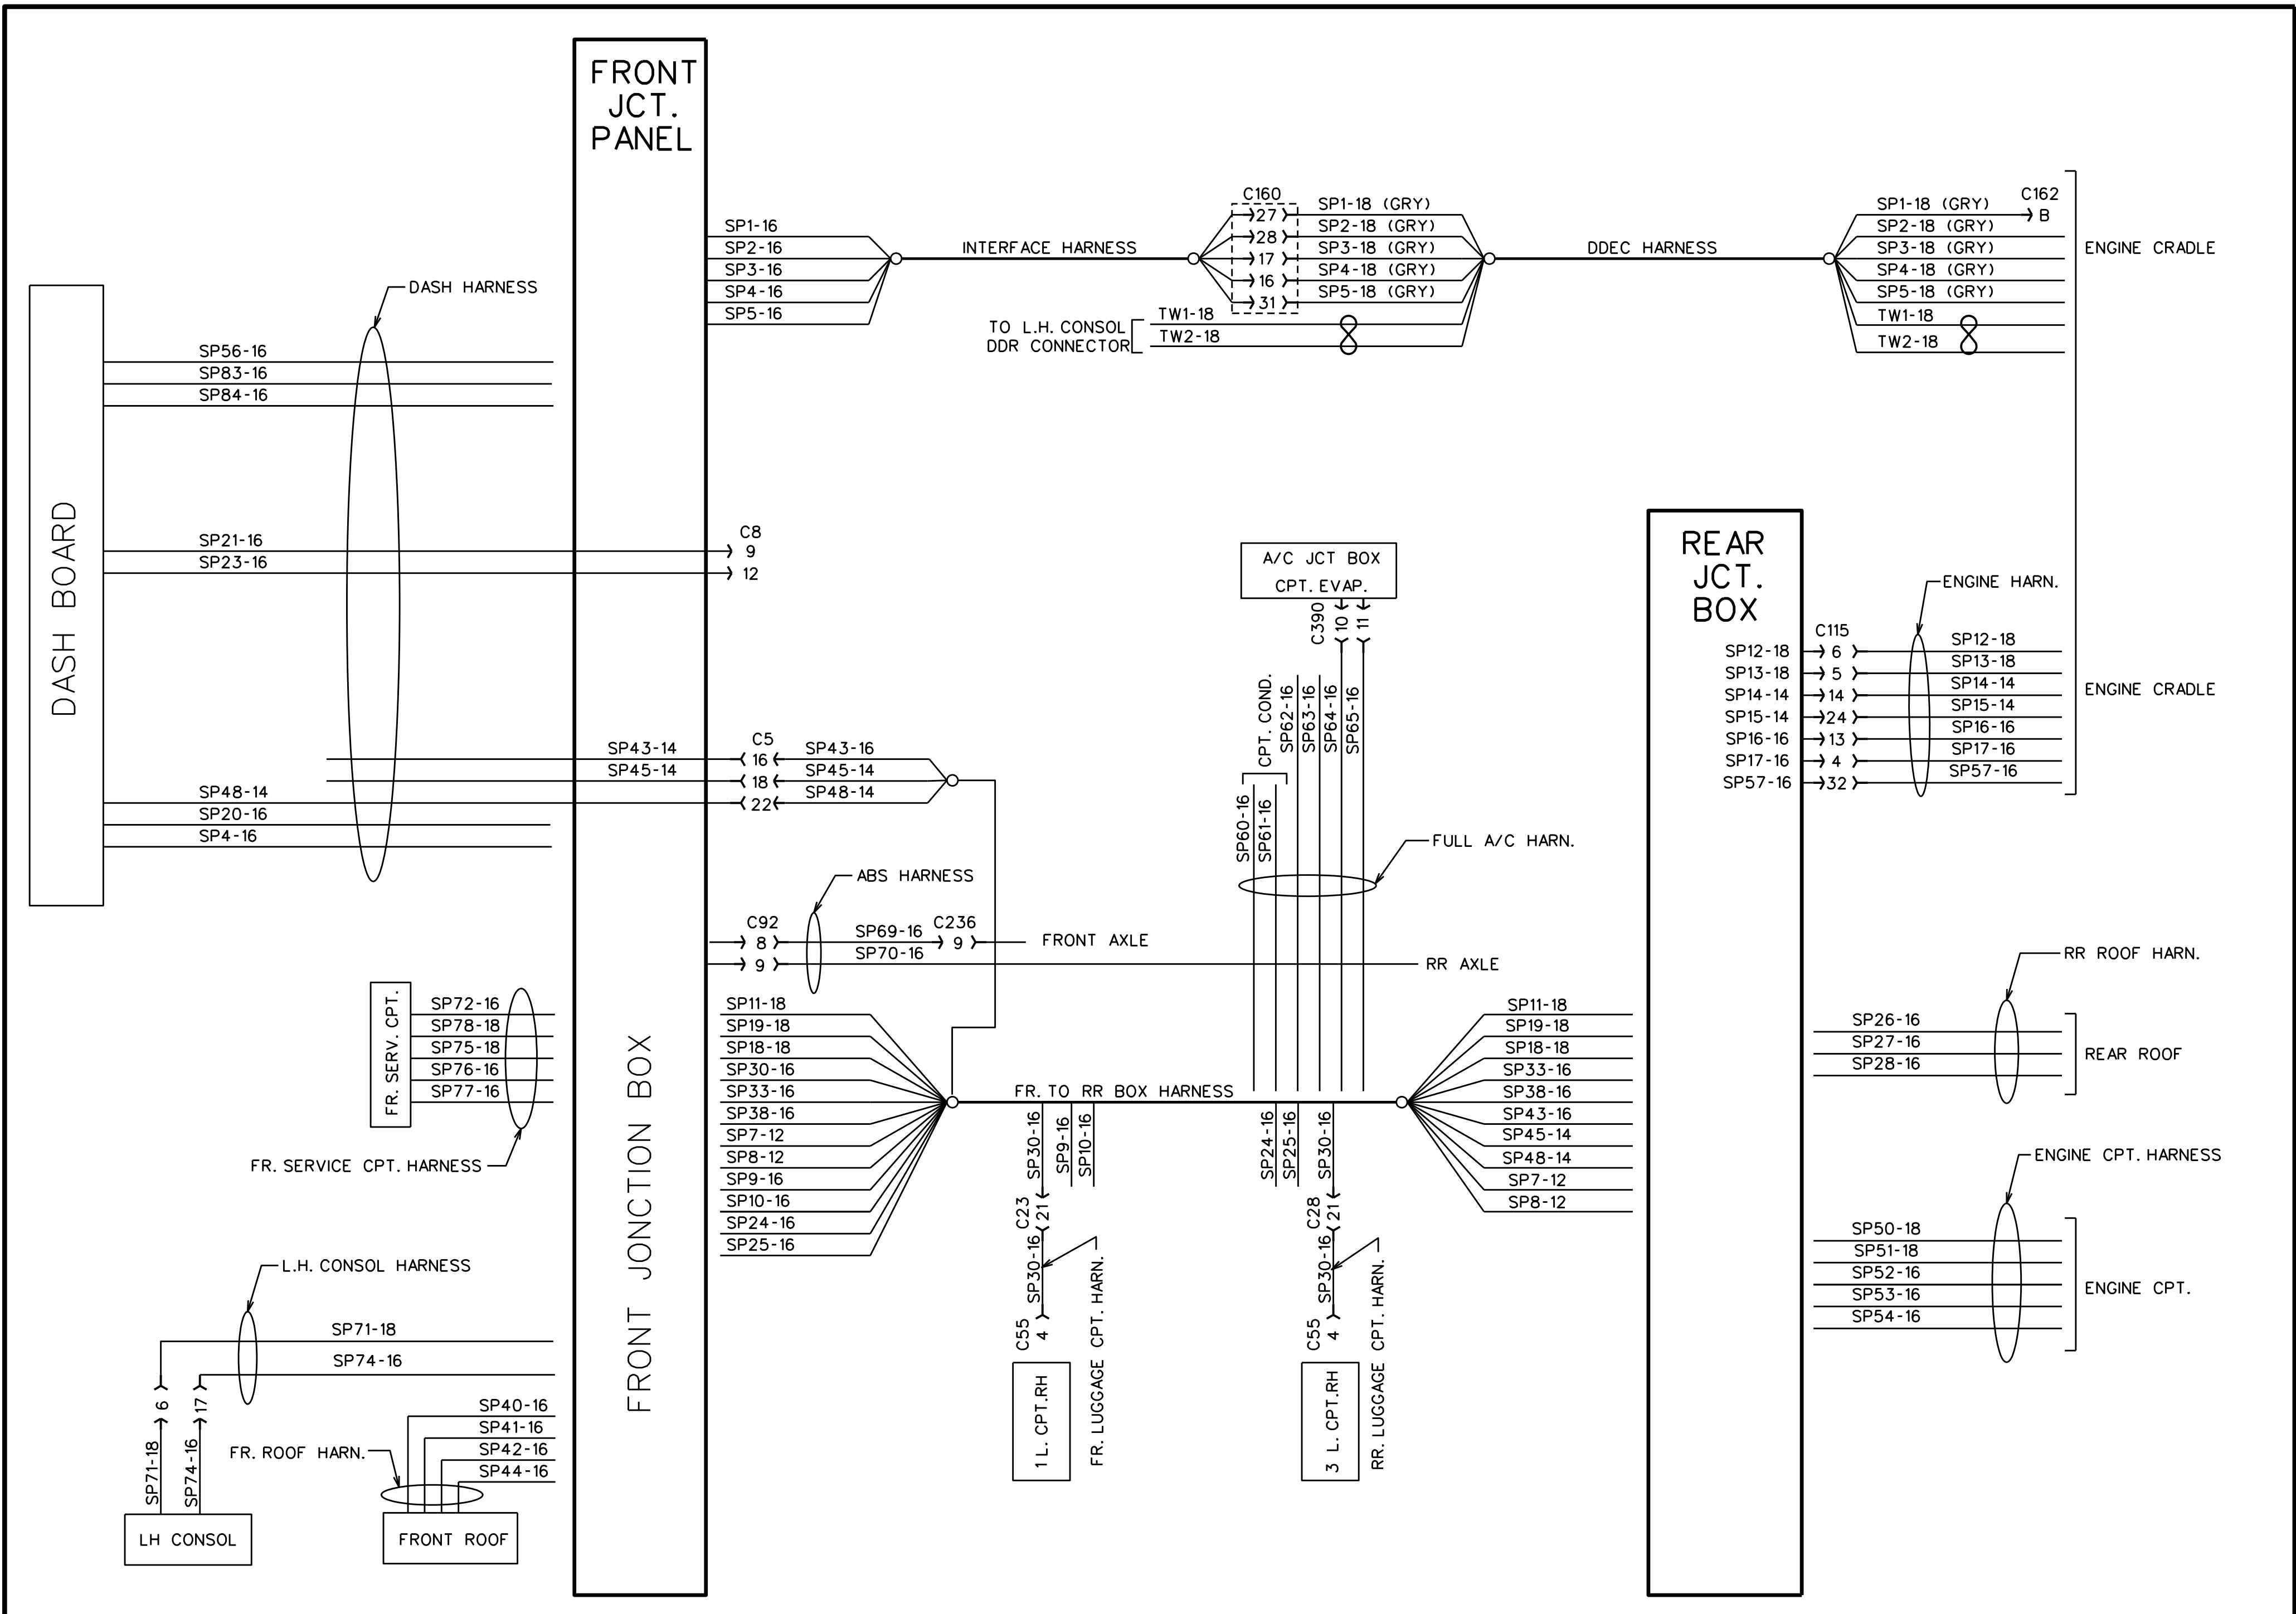 FRONT
JCT.
PANEL
DASH BOARD
DASH HARNESS
SP56-16
SP83-16
SP84-16
SP21-16
SP23-16
C8
9
12
SP43-14
SP45-14
SP48-14
SP20-16
SP4-16
C5
16
18
22
SP43-16
SP45-14
SP48-14
SP1-16
SP2-16
SP3-16
SP4-16
SP5-16
INTERFACE HARNESS
C160
27
28
17
16
31
SP1-18 (GRY)
SP2-18 (GRY)
SP3-18 (GRY)
SP4-18 (GRY)
SP5-18 (GRY)
TO L.H. CONSOL
DDR CONNECTOR
TW1-18
TW2-18
DDEC HARNESS
SP1-18 (GRY)
SP2-18 (GRY)
SP3-18 (GRY)
SP4-18 (GRY)
SP5-18 (GRY)
TW1-18
TW2-18
C162
B
ENGINE CRADLE
A/C JCT BOX
CPT. EVAP.
C390
10
11
CPT. COND.
SP60-16
SP61-16
SP62-16
SP63-16
SP64-16
SP65-16
FULL A/C HARN.
REAR
JCT.
BOX
SP12-18
SP13-18
SP14-14
SP15-14
SP16-16
SP17-16
SP57-16
C115
6
5
14
24
13
4
32
ENGINE HARN.
SP12-18
SP13-18
SP14-14
SP15-14
SP16-16
SP17-16
SP57-16
ENGINE CRADLE
ABS HARNESS
C92
8
9
SP69-16
SP70-16
C236
9
FRONT AXLE
RR AXLE
FR. SERV. CPT.
SP72-16
SP78-18
SP75-18
SP76-16
SP77-16
FR. SERVICE CPT. HARNESS
FRONT JONCTION BOX
SP11-18
SP19-18
SP18-18
SP30-16
SP33-16
SP38-16
SP7-12
SP8-12
SP9-16
SP10-16
SP24-16
SP25-16
FR. TO RR BOX HARNESS
SP30-16
SP9-16
SP10-16
C23
21
SP30-16
C55
4
1 L. CPT.RH
FR. LUGGAGE CPT. HARN.
SP24-16
SP25-16
SP30-16
C28
21
SP30-16
C55
4
3 L. CPT.RH
RR. LUGGAGE CPT. HARN.
SP11-18
SP19-18
SP18-18
SP33-16
SP38-16
SP43-16
SP45-14
SP48-14
SP7-12
SP8-12
RR ROOF HARN.
SP26-16
SP27-16
SP28-16
REAR ROOF
ENGINE CPT. HARNESS
SP50-18
SP51-18
SP52-16
SP53-16
SP54-16
ENGINE CPT.
L.H. CONSOL HARNESS
SP71-18
SP74-16
6
17
SP71-18
SP74-16
LH CONSOL
SP40-16
SP41-16
SP42-16
SP44-16
FR. ROOF HARN.
FRONT ROOF